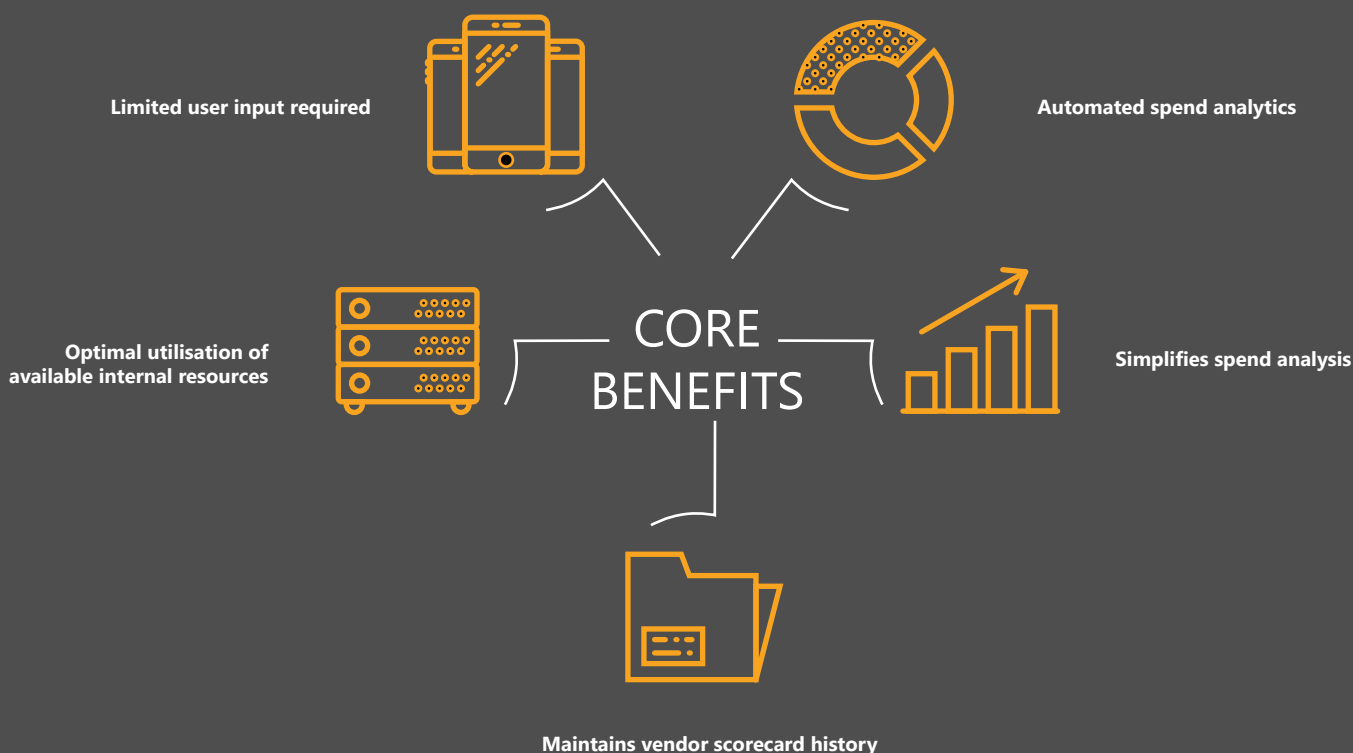 Limited user input required
Automated spend analytics
CORE
BENEFITS
Optimal utilisation of
available internal resources
Simplifies spend analysis
Maintains vendor scorecard history